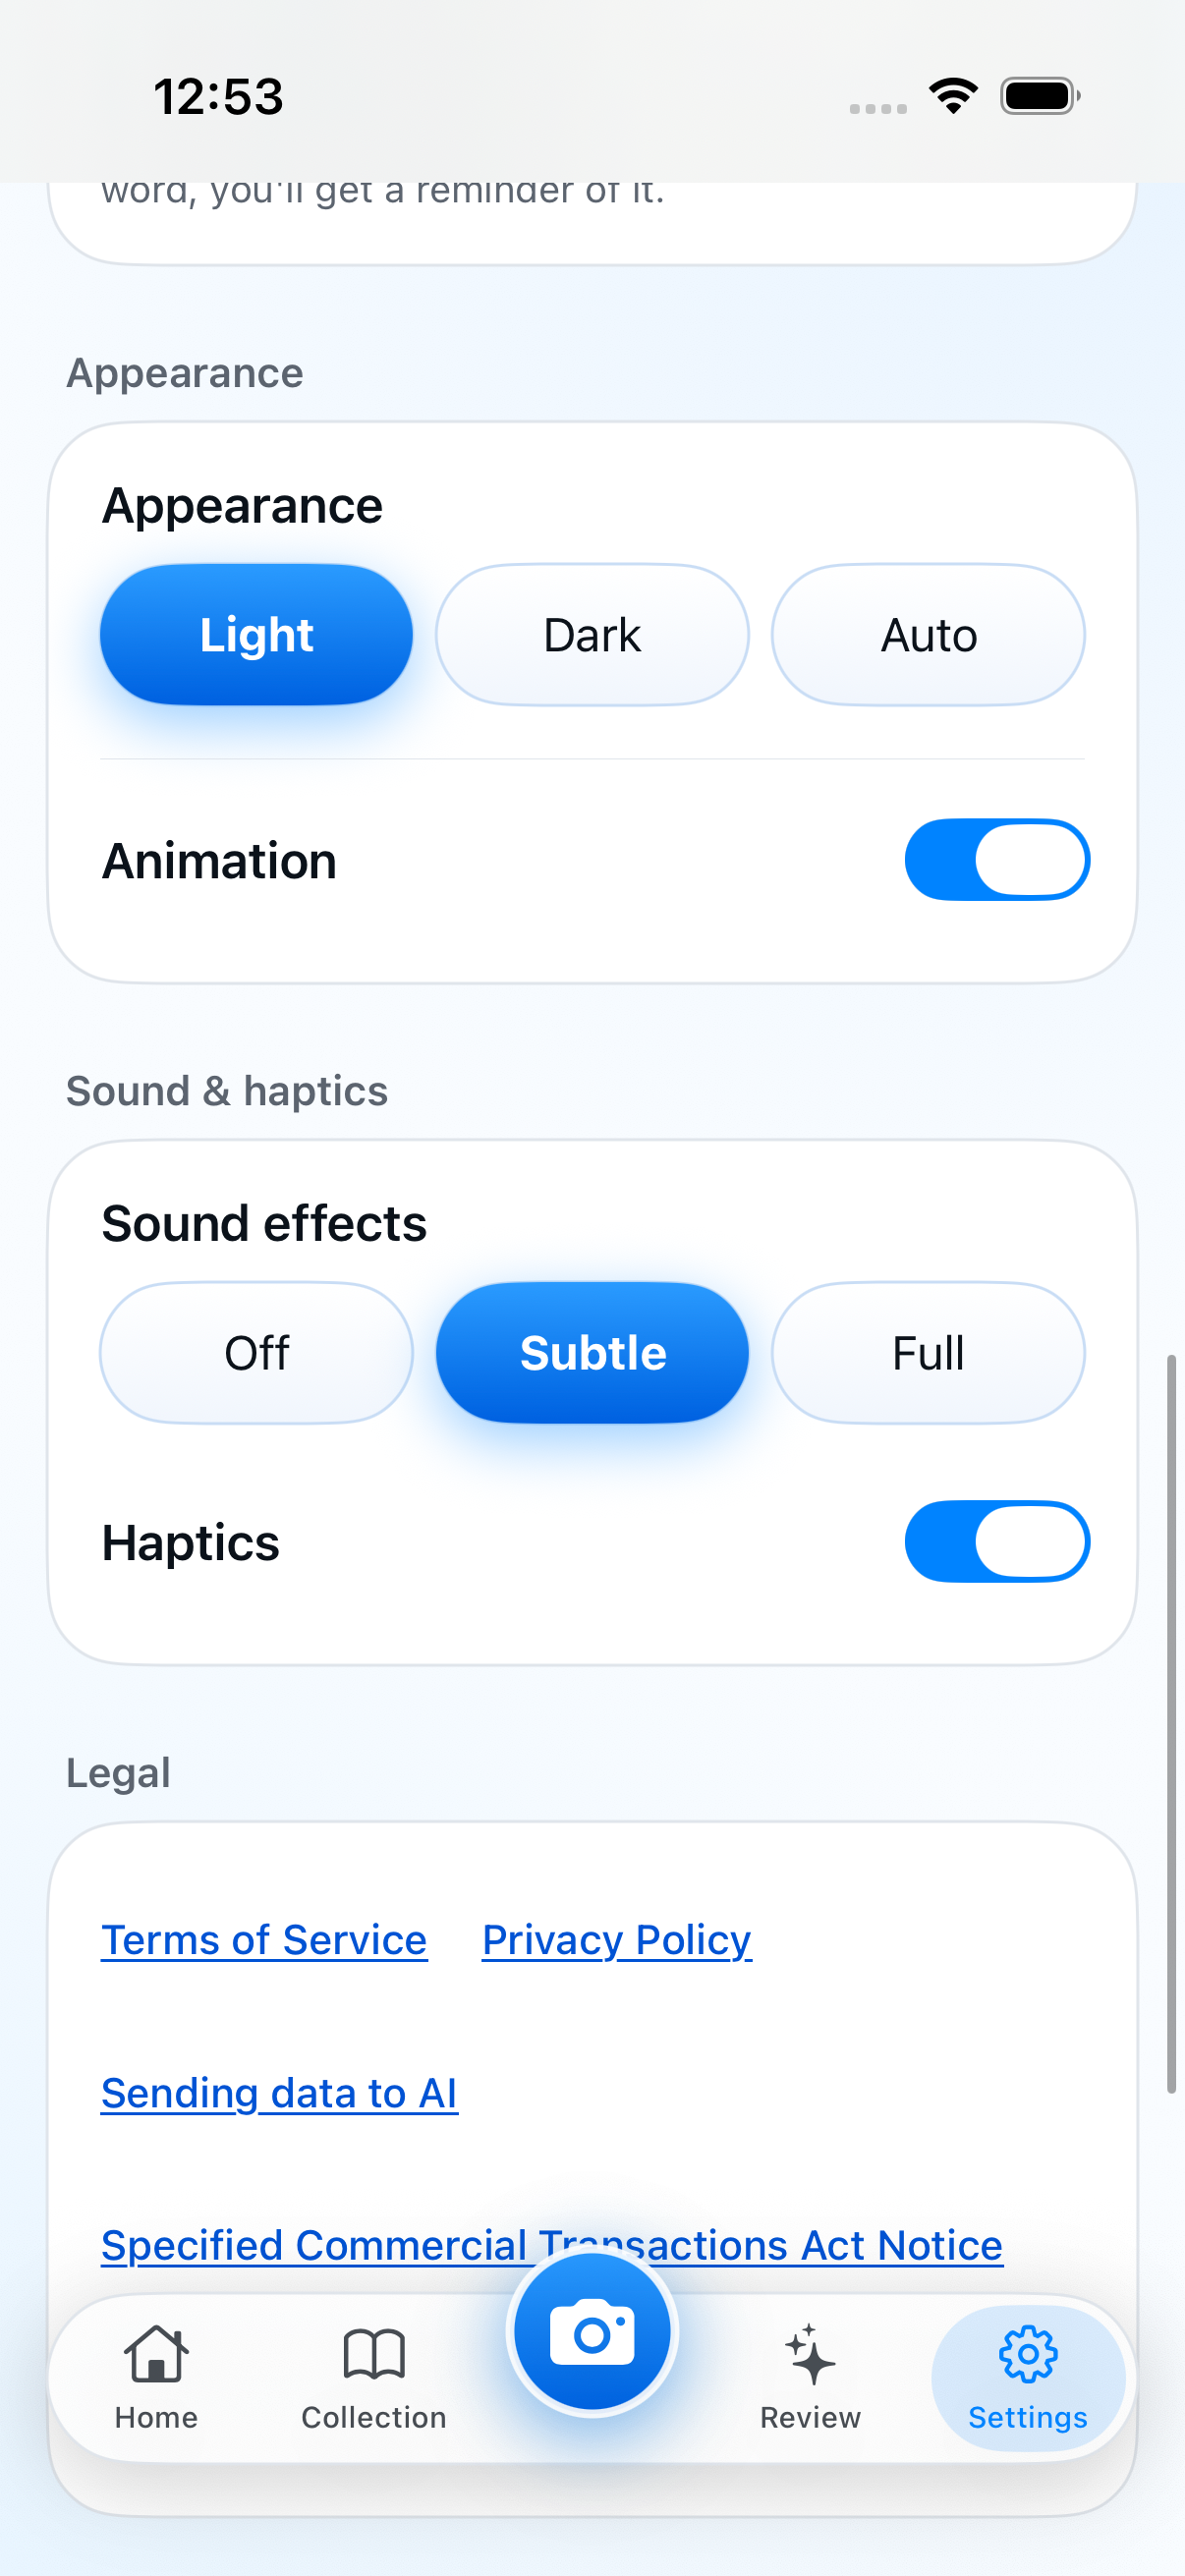 12:53
word, you'll get a reminder of it.
Appearance
Appearance
Light
Dark
Auto
Animation
Sound & haptics
Sound effects
Off
Subtle
Full
Haptics
Legal
Terms of Service
Privacy Policy
Sending data to AI
Specified Commercial Transactions Act Notice
Home
Collection
Review
Settings